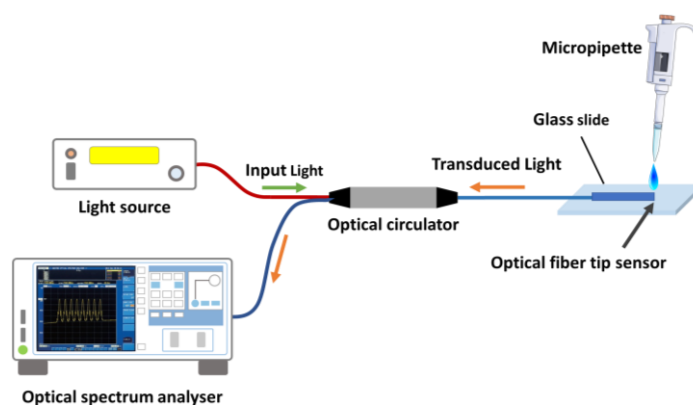 Micropipette
Glass slide
Input Light
Transduced Light
Light source
Optical circulator
Optical fiber tip sensor
Optical spectrum analyser